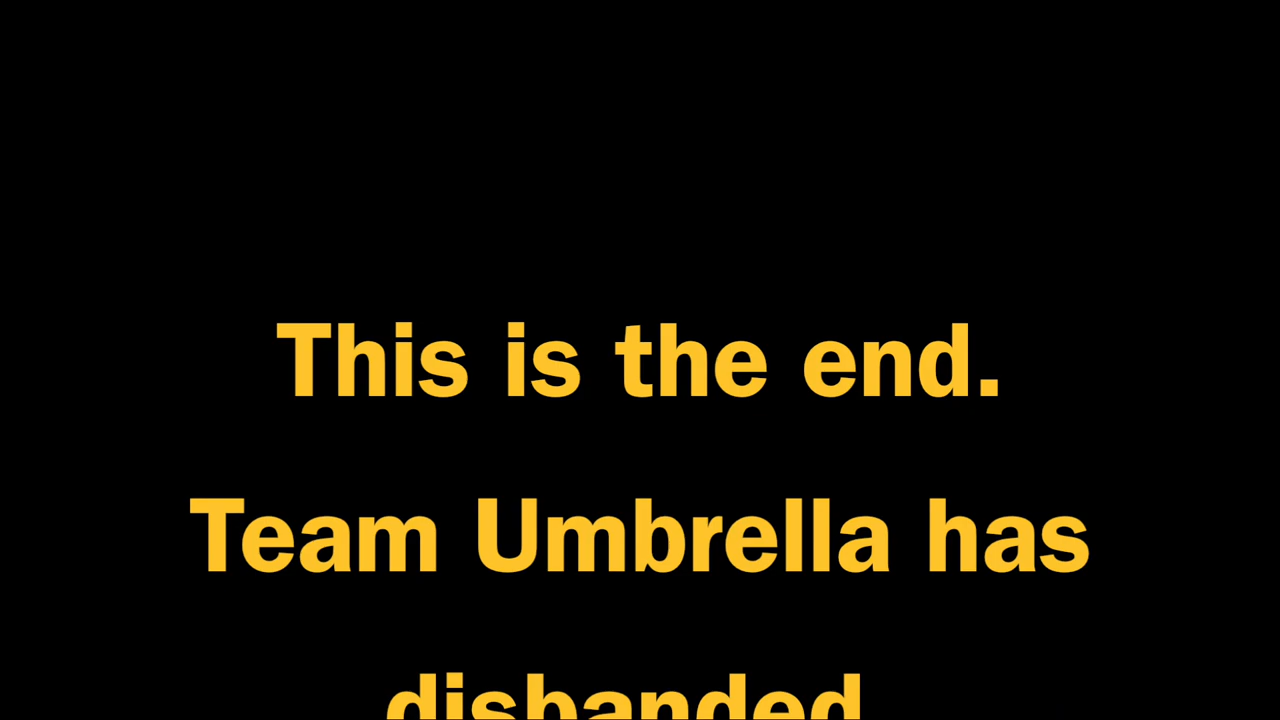 This is the end.
Team Umbrella has
disbanded